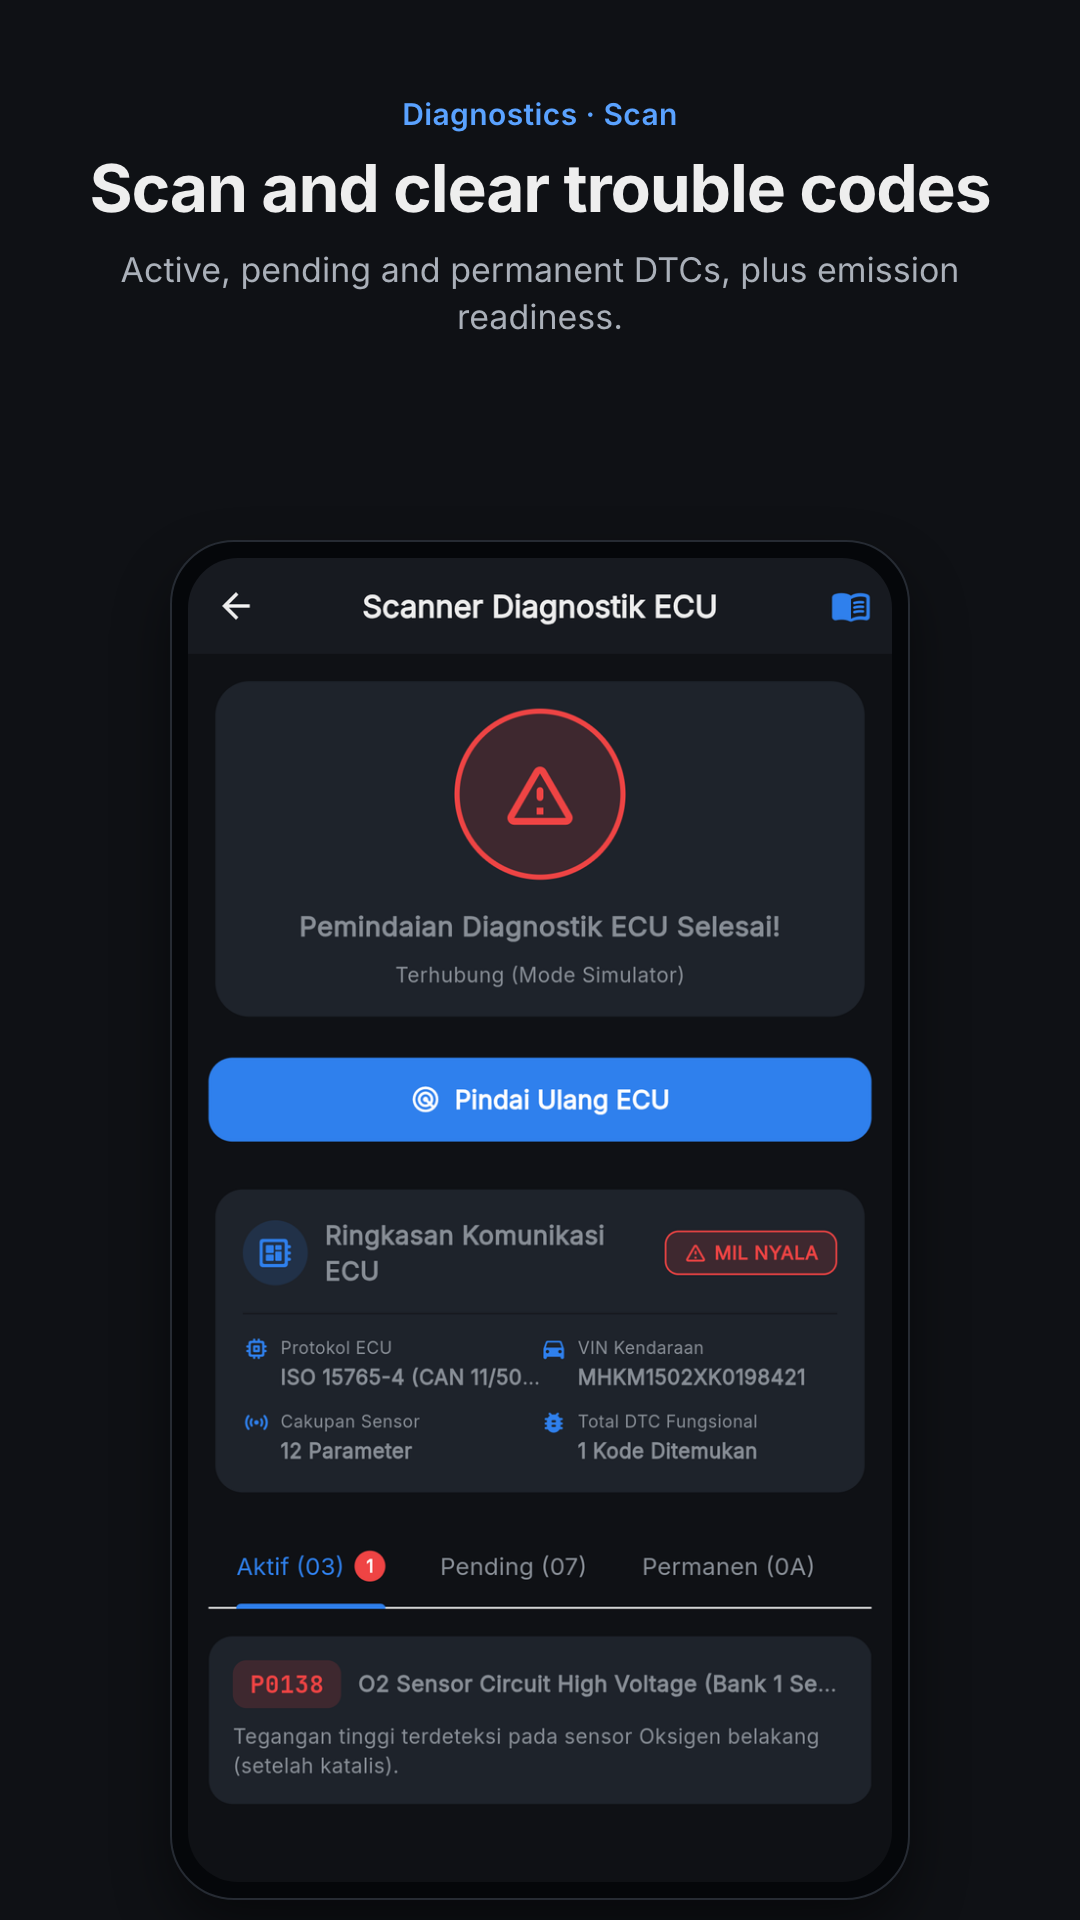 Diagnostics · Scan
Scan and clear trouble codes
Active, pending and permanent DTCs, plus emission
readiness.
Scanner Diagnostik ECU
Pemindaian Diagnostik ECU Selesai!
Terhubung (Mode Simulator)
Pindai Ulang ECU
Ringkasan Komunikasi
ECU
MIL NYALA
Protokol ECU
ISO 15765-4 (CAN 11/50...
VIN Kendaraan
MHKM1502XK0198421
Cakupan Sensor
12 Parameter
Total DTC Fungsional
1 Kode Ditemukan
Aktif (03) 1
Pending (07)
Permanen (0A)
P0138 O2 Sensor Circuit High Voltage (Bank 1 Se...
Tegangan tinggi terdeteksi pada sensor Oksigen belakang
(setelah katalis).